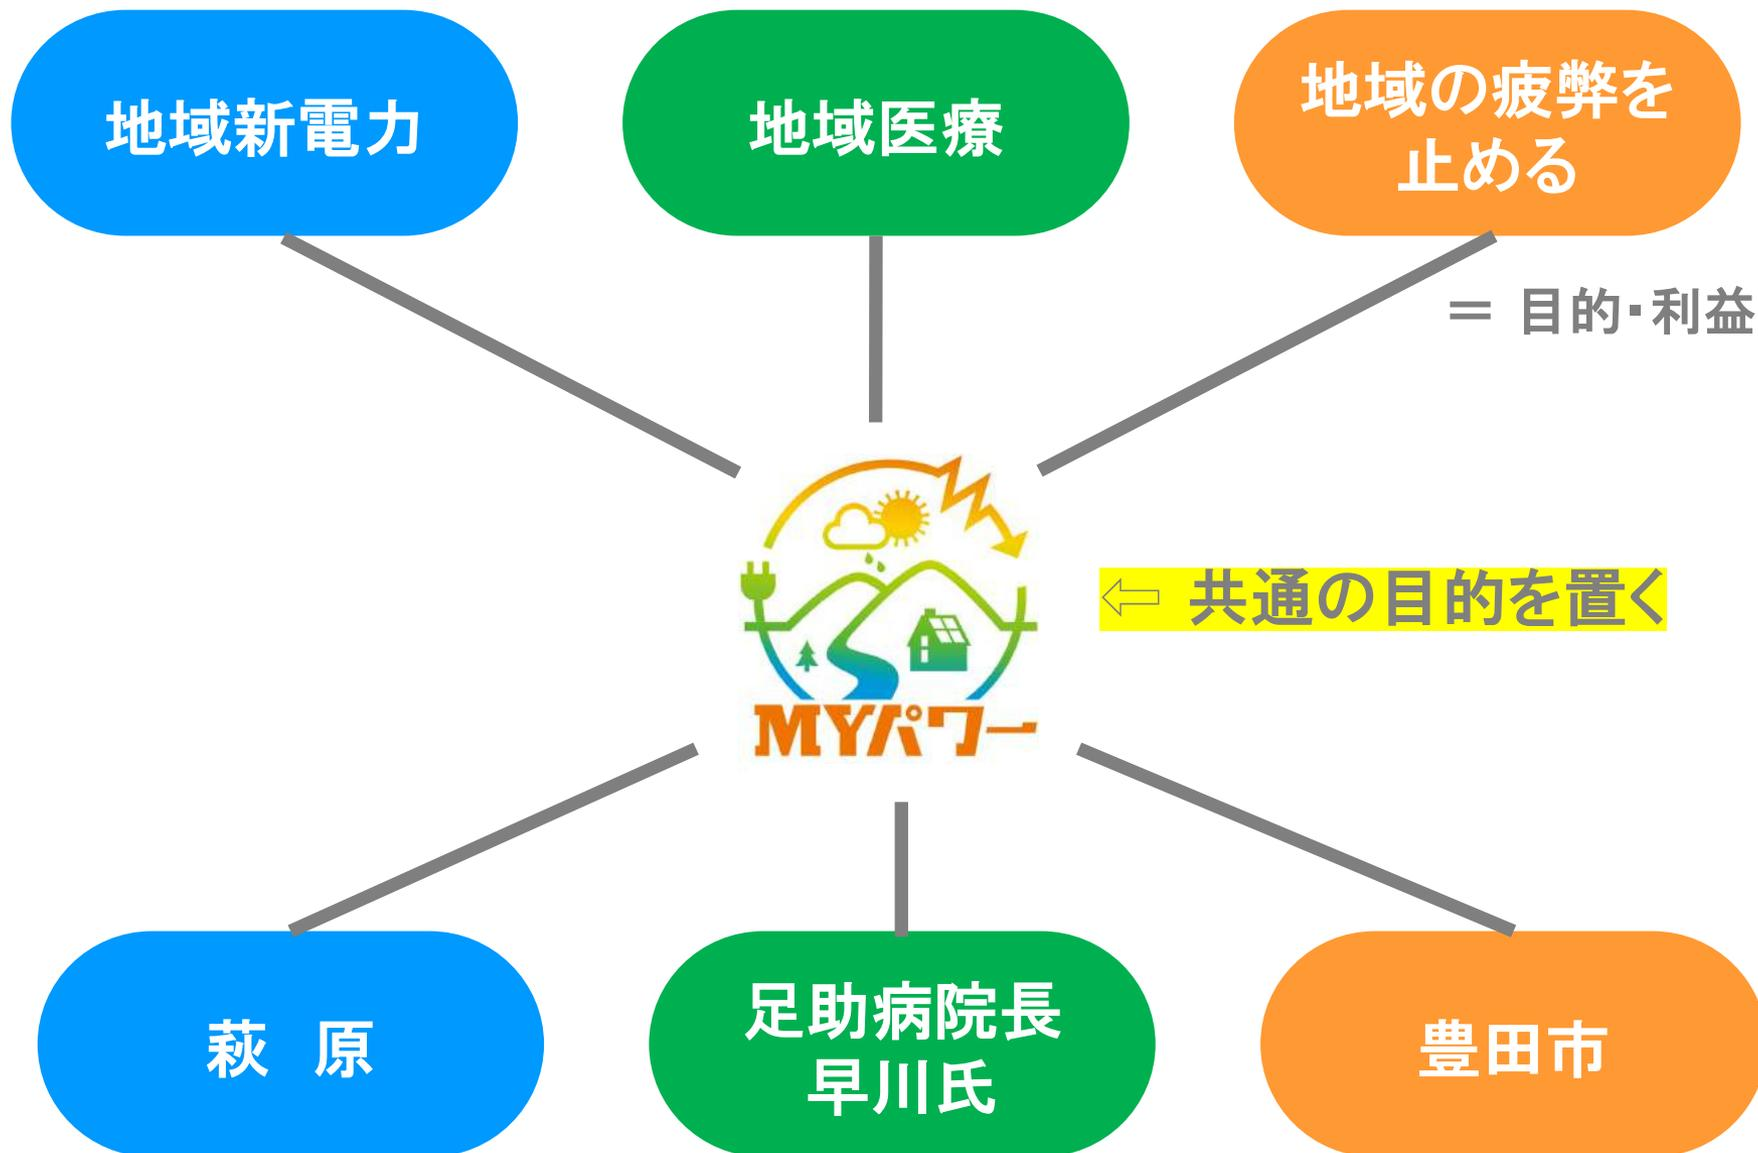 地域新電力
地域医療
地域の疲弊を
止める
＝ 目的・利益
⇦ 共通の目的を置く
MYパワー
萩　原
足助病院長
早川氏
豊田市